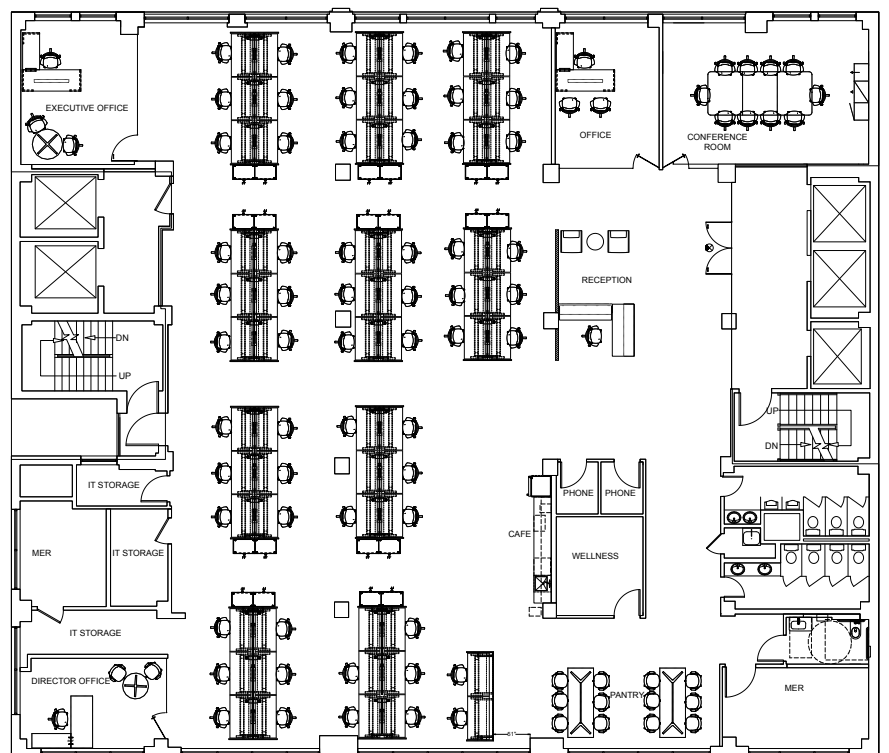 EXECUTIVE OFFICE
OFFICE
CONFERENCE
ROOM
RECEPTION
DN
UP
UP
DN
IT STORAGE
PHONE
PHONE
CAFE
MER
IT STORAGE
WELLNESS
IT STORAGE
DIRECTOR OFFICE
PANTRY
MER
61"